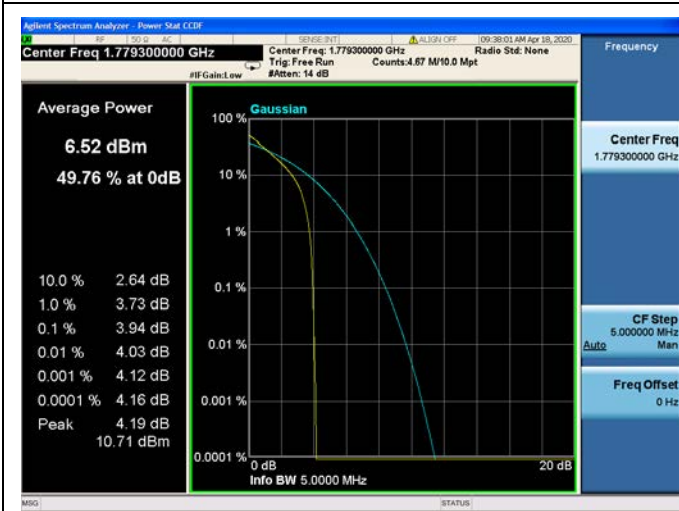 Agilent Spectrum Analyzer - Power Stat CCDF
RF 50 Ω AC SENSE:INT ALIGN OFF 09:38:01 AM Apr 18, 2020
Center Freq 1.779300000 GHz
Center Freq: 1.779300000 GHz Radio Std: None
Trig: Free Run Counts:4.67 M/10.0 Mpt
#IFGain:Low #Atten: 14 dB
Frequency
Average Power
6.52 dBm
49.76 % at 0dB
10.0 % 2.64 dB
1.0 % 3.73 dB
0.1 % 3.94 dB
0.01 % 4.03 dB
0.001 % 4.12 dB
0.0001 % 4.16 dB
Peak 4.19 dB
10.71 dBm
Gaussian
100 %
10 %
1 %
0.1 %
0.01 %
0.001 %
0.0001 %
0 dB 20 dB
Info BW 5.0000 MHz
Center Freq
1.779300000 GHz
CF Step
5.000000 MHz
Auto Man
Freq Offset
0 Hz
MSG STATUS